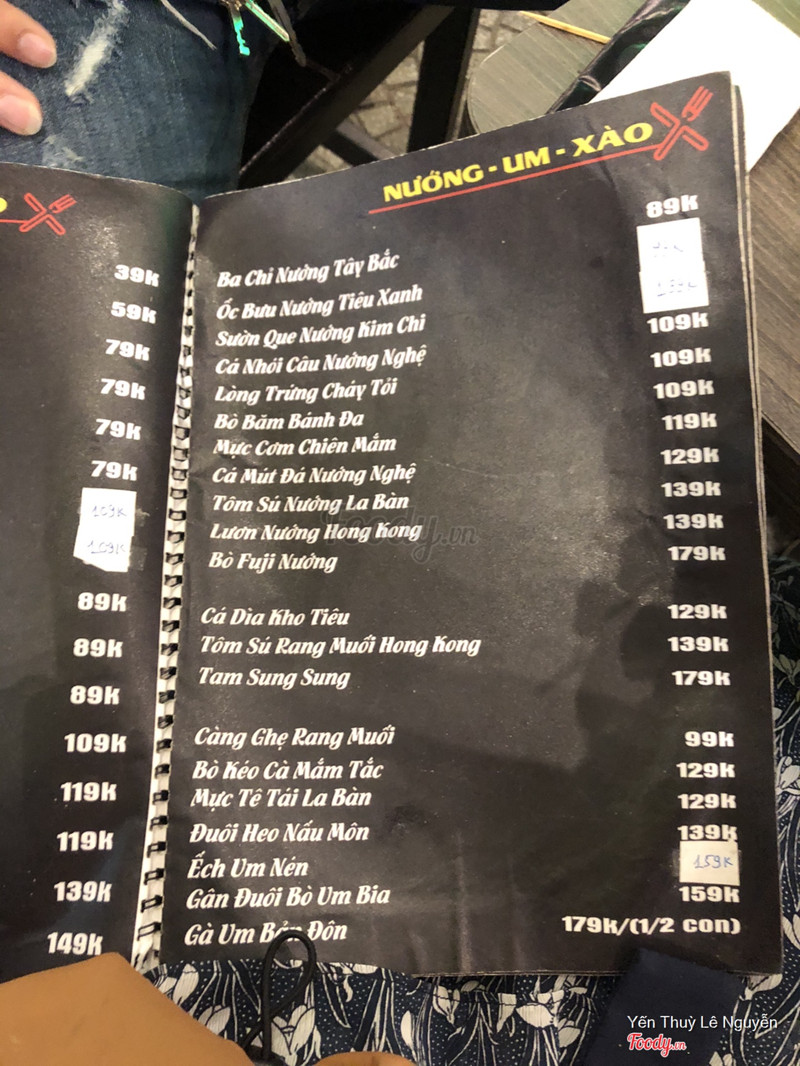 39k
59k
79k
79k
79k
79k
109k
109k
89k
89k
89k
109k
119k
119k
139k
149k
NƯỚNG - UM - XÀO
Ba Chỉ Nướng Tây Bắc 89k
Ốc Bưu Nướng Tiêu Xanh
Sườn Que Nướng Kim Chi
Cá Nhói Câu Nướng Nghệ 109k
Lòng Trứng Cháy Tỏi 109k
Bò Băm Bánh Đa 109k
Mực Cơm Chiên Mắm 119k
Cá Mút Đá Nướng Nghệ 129k
Tôm Sú Nướng La Bàn 139k
Lươn Nướng Hong Kong 139k
Bò Fuji Nướng 179k
Cá Dìa Kho Tiêu 129k
Tôm Sú Rang Muối Hong Kong 139k
Tam Sung Sung 179k
Càng Ghẹ Rang Muối 99k
Bò Kéo Cà Mắm Tắc 129k
Mực Tê Tái La Bàn 129k
Đuôi Heo Nấu Môn 139k
Ếch Um Nén 159k
Gân Đuôi Bò Um Bia 159k
Gà Um Bản Đôn 179k/(1/2 con)
Foody.vn
Yến Thuỳ Lê Nguyễn
Foody.vn